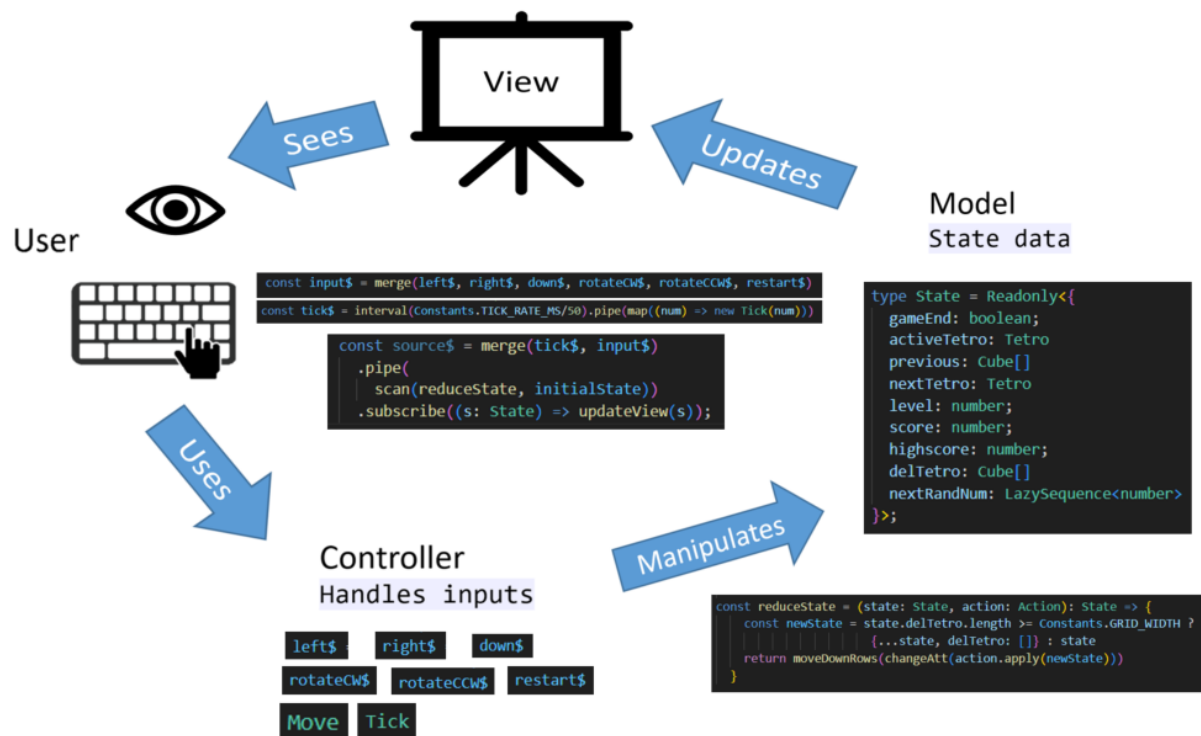 View
Sees
Updates
User
Model
State data
const input$ = merge(left$, right$, down$, rotateCW$, rotateCCW$, restart$)
const tick$ = interval(Constants.TICK_RATE_MS/50).pipe(map((num) => new Tick(num)))
const source$ = merge(tick$, input$)
.pipe(
scan(reduceState, initialState))
.subscribe((s: State) => updateView(s));
type State = Readonly<{
gameEnd: boolean;
activeTetro: Tetro
previous: Cube[]
nextTetro: Tetro
level: number;
score: number;
highscore: number;
delTetro: Cube[]
nextRandNum: LazySequence<number>
}>;
Uses
Manipulates
Controller
Handles inputs
left$ right$ down$
rotateCW$ rotateCCW$ restart$
Move Tick
const reduceState = (state: State, action: Action): State => {
const newState = state.delTetro.length >= Constants.GRID_WIDTH ?
{...state, delTetro: []} : state
return moveDownRows(changeAtt(action.apply(newState)))
}